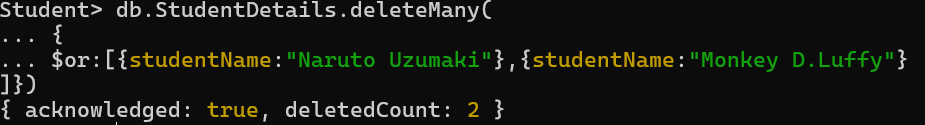 Student> db.StudentDetails.deleteMany(
... {
... $or:[{studentName:"Naruto Uzumaki"},{studentName:"Monkey D.Luffy"}
]})
{ acknowledged: true, deletedCount: 2 }